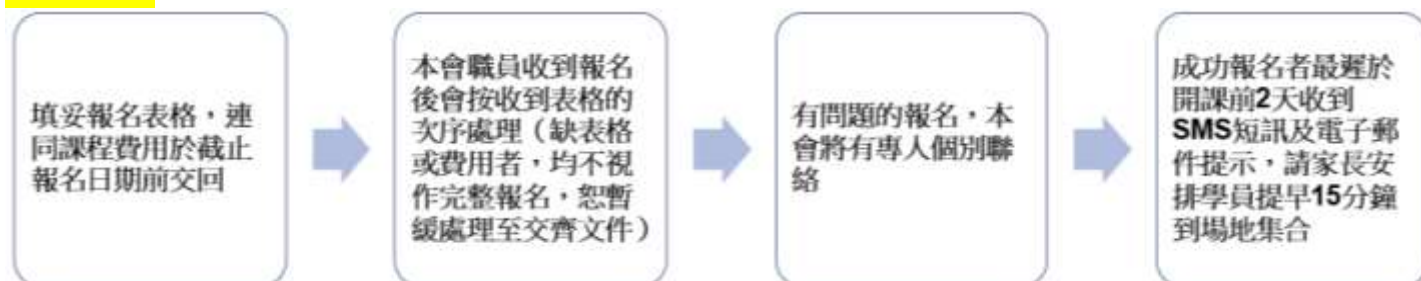 填妥報名表格，連
同課程費用於截止
報名日期前交回
本會職員收到報名
後會按收到表格的
次序處理（缺表格
或費用者，均不視
作完整報名，恕暫
緩處理至交齊文件）
有問題的報名，本
會將有專人個別聯
絡
成功報名者最遲於
開課前2天收到
SMS短訊及電子郵
件提示，請家長安
排學員提早15分鐘
到場地集合